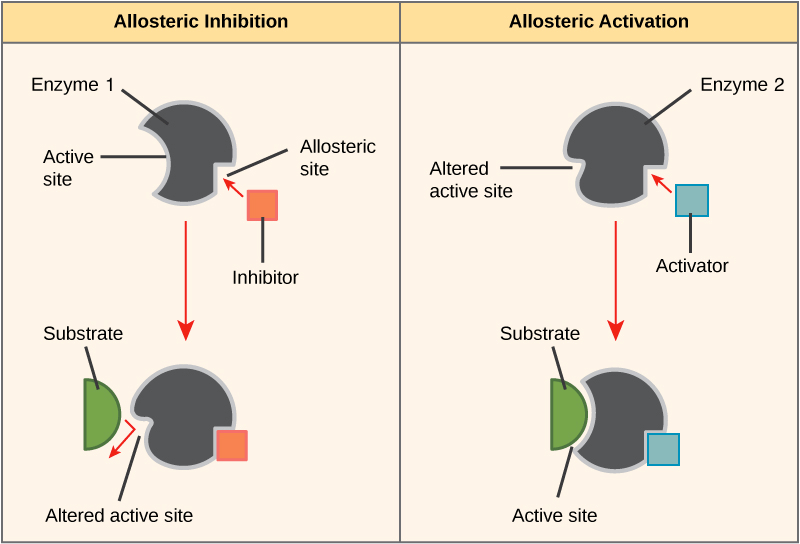 Allosteric Inhibition
Enzyme 1
Active
site
Allosteric
site
Inhibitor
Substrate
Altered active site
Allosteric Activation
Enzyme 2
Altered
active site
Activator
Substrate
Active site